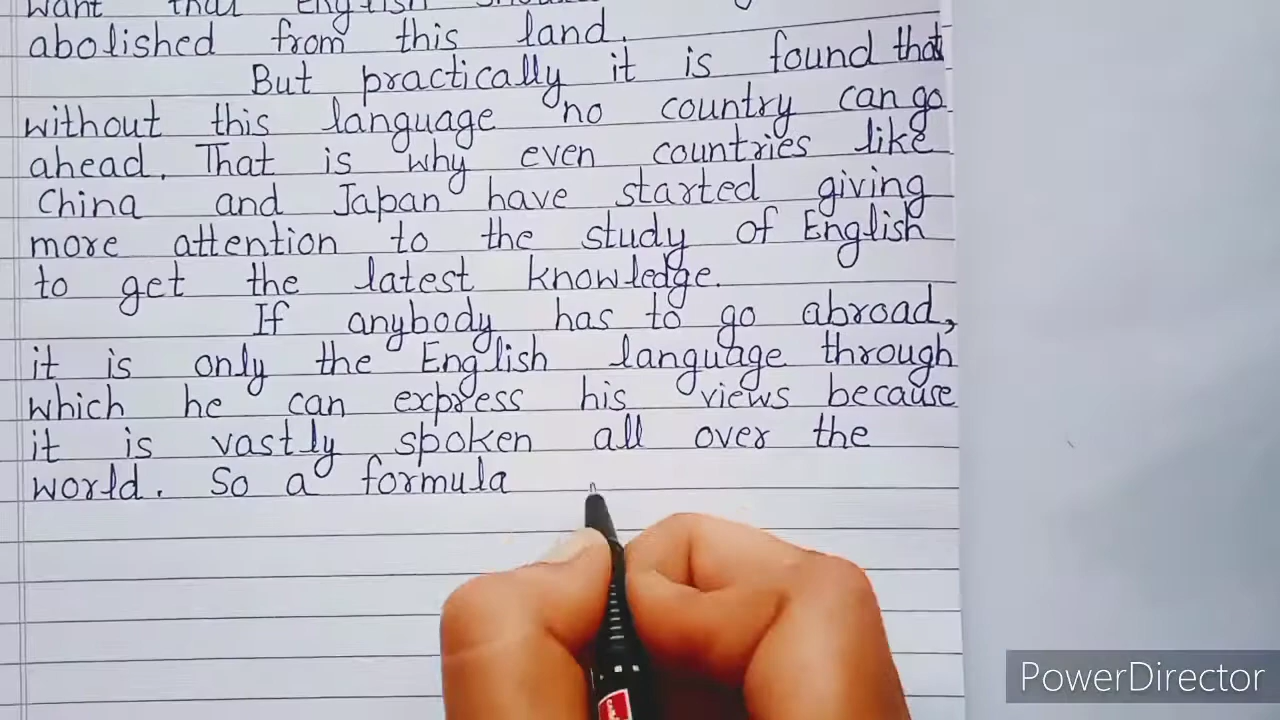 want that English
abolished from this land.
But practically it is found that
without this language no country can go
ahead. That is why even countries like
China and Japan have started giving
more attention to the study of English
to get the latest knowledge.
If anybody has to go abroad,
it is only the English language through
which he can express his views because
it is vastly spoken all over the
world. So a formula
PowerDirector